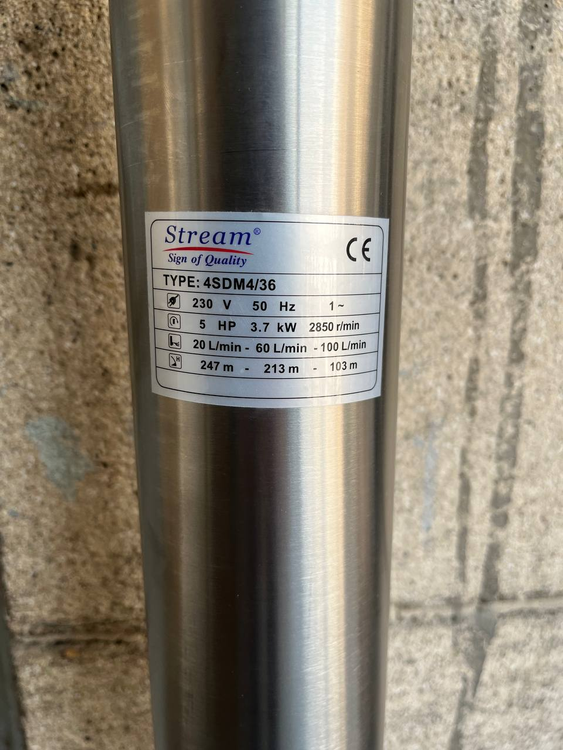 Stream®
CE
Sign of Quality
TYPE: 4SDM4/36
230 V 50 Hz 1~
5 HP 3.7 kW 2850 r/min
20 L/min - 60 L/min - 100 L/min
H
247 m - 213 m - 103 m